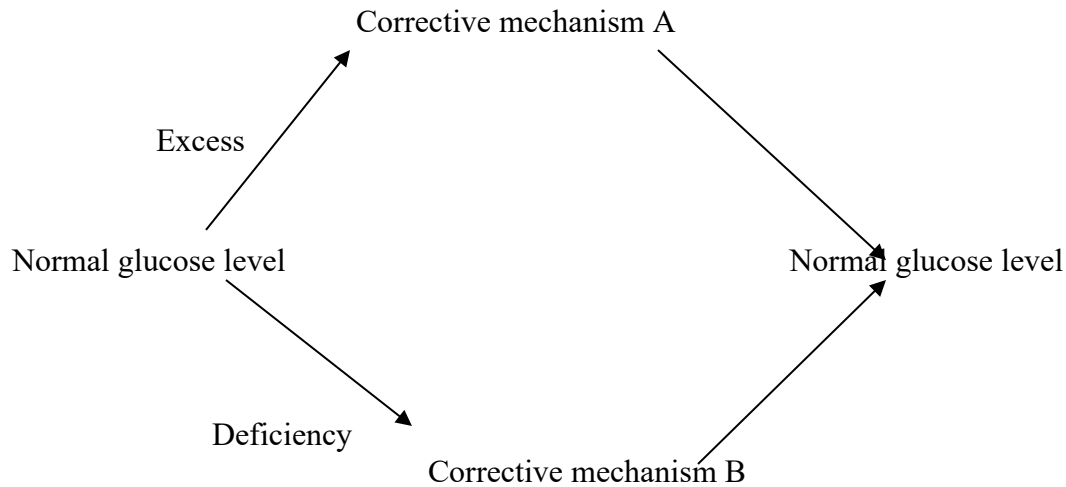 Corrective mechanism A
Excess
Normal glucose level
Normal glucose level
Deficiency
Corrective mechanism B